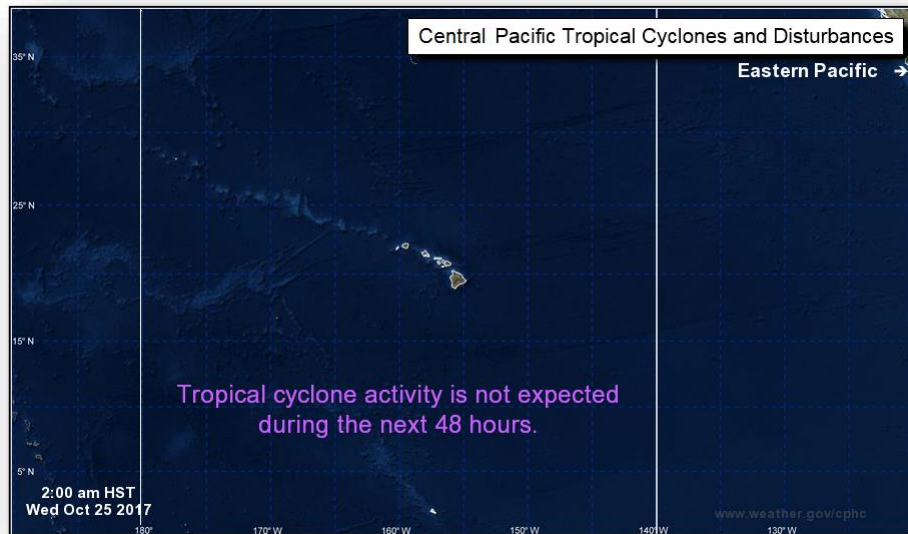 Central Pacific Tropical Cyclones and Disturbances
35° N
Eastern Pacific →
25° N
15° N
Tropical cyclone activity is not expected
during the next 48 hours.
5° N
2:00 am HST
Wed Oct 25 2017
www.weather.gov/cphc
180° 170° W 160° W 150° W 140° W 130° W